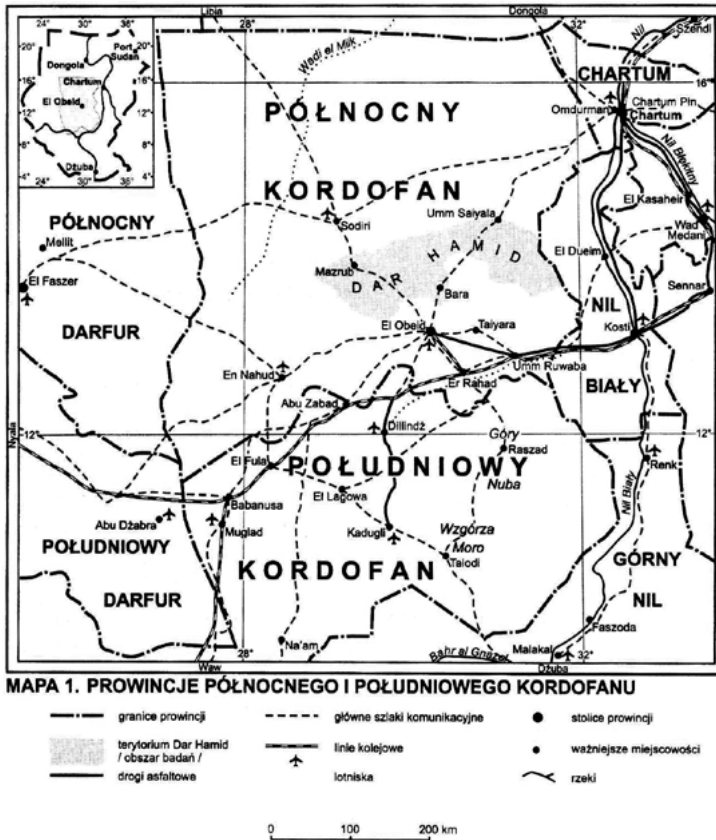 Libia
Dongola
24° 28° 30° 36°
20° 20°
Port Sudan
Dongola
Chartum
16° 16°
El Obeid
12° 12°
8° 8°
4° 4°
Dżuba
24° 30° 36°
28° 32°
Wadi el Milk
Nil
Szendi
CHARTUM
16°
Omdurman
Chartum Płn
Chartum
PÓŁNOCNY
KORDOFAN
Nil Błękitny
El Kasaheir
Wad Medani
PÓŁNOCNY
Mellit
El Faszer
DARFUR
Sodiri
Umm Saiyala
Mazrub
DAR HAMID
Bara
El Dueim
Sennar
NIL
El Obeid
Taiyara
Kosti
En Nahud
Er Rahad
Umm Ruwaba
BIAŁY
Abu Zabad
Dillindż
Nyala
12°
12°
Góry
Raszad
Nuba
El Fula
POŁUDNIOWY
Renk
El Lagowa
Babanusa
Abu Dżabra
Muglad
Kadugli
Wzgórza
Moro
Talodi
Nil Biały
POŁUDNIOWY
KORDOFAN
GÓRNY
DARFUR
NIL
Faszoda
Na'am
Malakal
28°
32°
Waw
Bahr al Ghazal
Dżuba
MAPA 1. PROWINCJE PÓŁNOCNEGO I POŁUDNIOWEGO KORDOFANU
granice prowincji
główne szlaki komunikacyjne
stolice prowincji
terytorium Dar Hamid
/ obszar badań /
linie kolejowe
ważniejsze miejscowości
drogi asfaltowe
lotniska
rzeki
0 100 200 km